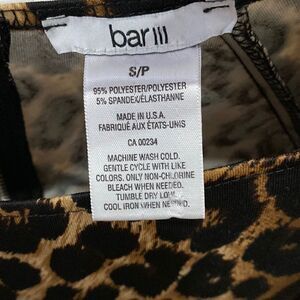 bar III
S/P
95% POLYESTER/POLYESTER
5% SPANDEX/ÉLASTHANNE
MADE IN U.S.A.
FABRIQUÉ AUX ÉTATS-UNIS
CA 00234
MACHINE WASH COLD.
GENTLE CYCLE WITH LIKE
COLORS. ONLY NON-CHLORINE
BLEACH WHEN NEEDED.
TUMBLE DRY LOW.
COOL IRON WHEN NEEDED.